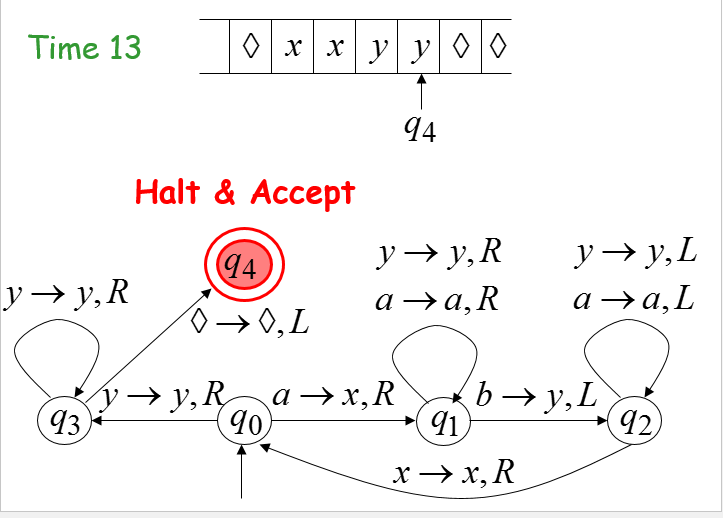 Time 13
◊ x x y y ◊ ◊
q4
Halt & Accept
q4
y → y, R
a → a, R
y → y, L
a → a, L
y → y, R
◊ → ◊, L
y → y, R
a → x, R
b → y, L
q3
q0
q1
q2
x → x, R